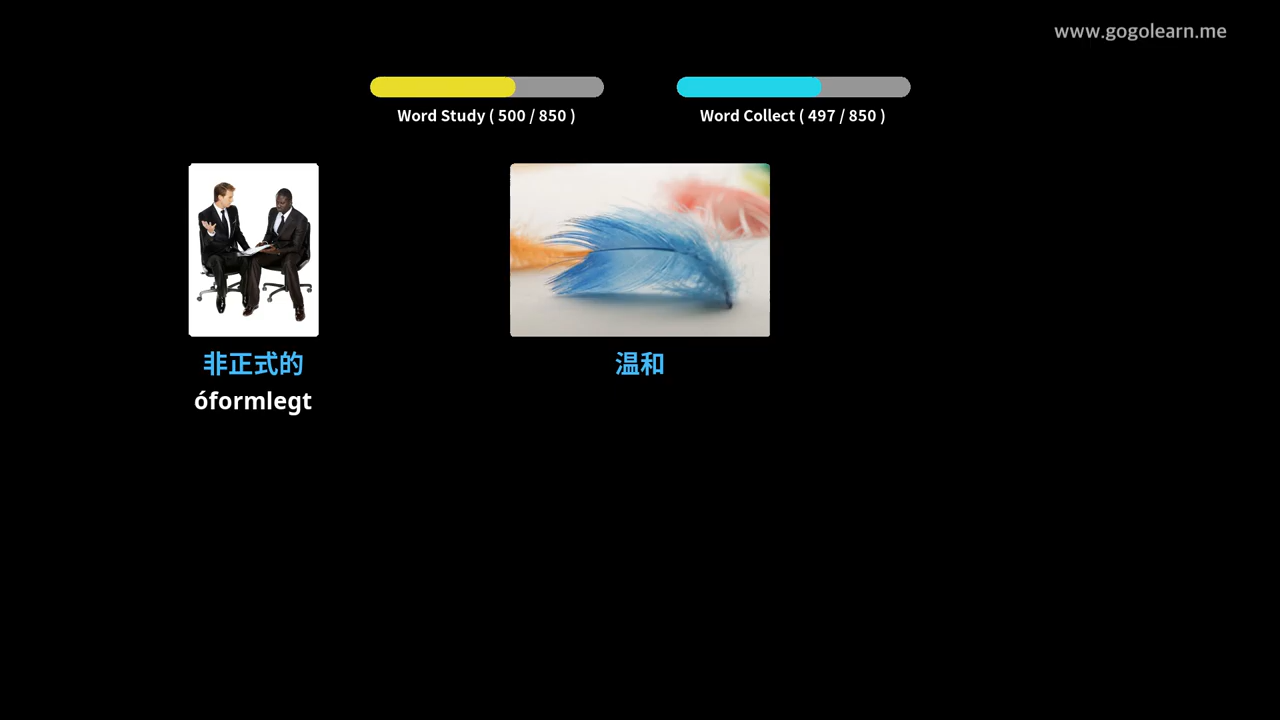 www.gogolearn.me
Word Study ( 500 / 850 )
Word Collect ( 497 / 850 )
非正式的
óformlegt
温和